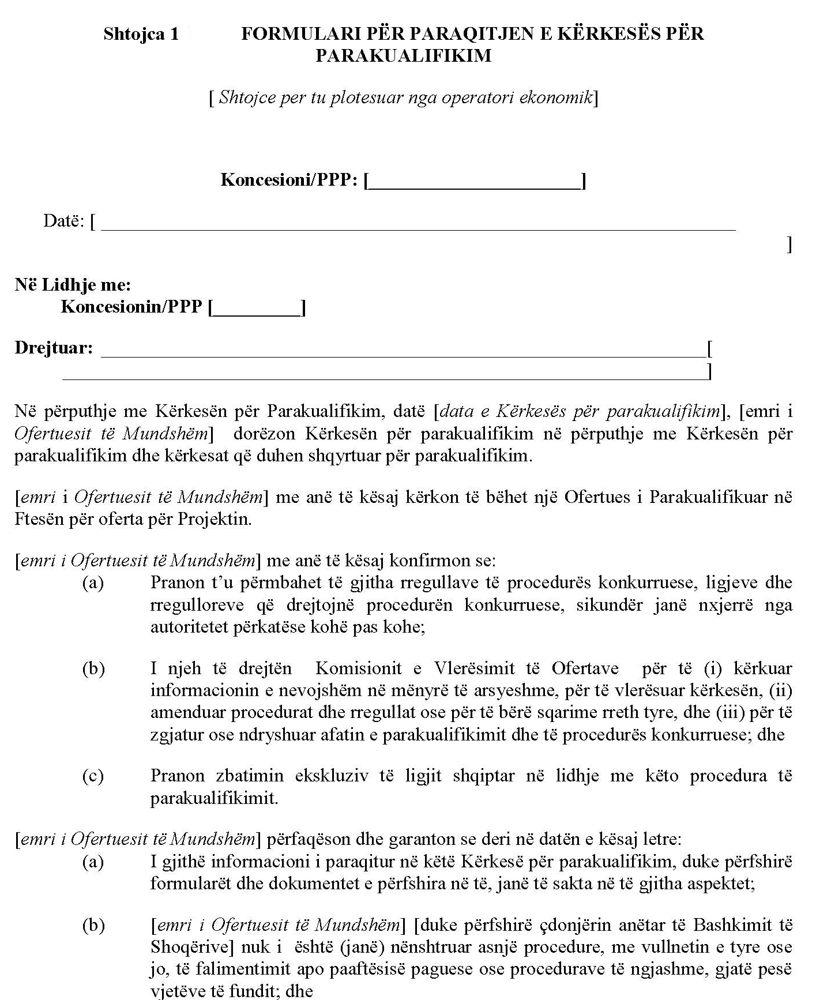 Shtojca 1 FORMULARI PËR PARAQITJEN E KËRKESËS PËR
PARAKUALIFIKIM
[ Shtojce per tu plotesuar nga operatori ekonomik]
Koncesioni/PPP: [______________________]
Datë: [ ____________________________________________________________________
]
Në Lidhje me:
Koncesionin/PPP [_________]
Drejtuar: _________________________________________________________________[
______________________________________________________________________]
Në përputhje me Kërkesën për Parakualifikim, datë [data e Kërkesës për parakualifikim], [emri i
Ofertuesit të Mundshëm] dorëzon Kërkesën për parakualifikim në përputhje me Kërkesën për
parakualifikim dhe kërkesat që duhen shqyrtuar për parakualifikim.
[emri i Ofertuesit të Mundshëm] me anë të kësaj kërkon të bëhet një Ofertues i Parakualifikuar në
Ftesën për oferta për Projektin.
[emri i Ofertuesit të Mundshëm] me anë të kësaj konfirmon se:
(a) Pranon t’u përmbahet të gjitha rregullave të procedurës konkurruese, ligjeve dhe
rregulloreve që drejtojnë procedurën konkurruese, sikundër janë nxjerrë nga
autoritetet përkatëse kohë pas kohe;
(b) I njeh të drejtën Komisionit e Vlerësimit të Ofertave për të (i) kërkuar
informacionin e nevojshëm në mënyrë të arsyeshme, për të vlerësuar kërkesën, (ii)
amenduar procedurat dhe rregullat ose për të bërë sqarime rreth tyre, dhe (iii) për të
zgjatur ose ndryshuar afatin e parakualifikimit dhe të procedurës konkurruese; dhe
(c) Pranon zbatimin ekskluziv të ligjit shqiptar në lidhje me këto procedura të
parakualifikimit.
[emri i Ofertuesit të Mundshëm] përfaqëson dhe garanton se deri në datën e kësaj letre:
(a) I gjithë informacioni i paraqitur në këtë Kërkesë për parakualifikim, duke përfshirë
formularët dhe dokumentet e përfshira në të, janë të sakta në të gjitha aspektet;
(b) [emri i Ofertuesit të Mundshëm] [duke përfshirë çdonjërin anëtar të Bashkimit të
Shoqërive] nuk i është (janë) nënshtruar asnjë procedure, me vullnetin e tyre ose
jo, të falimentimit apo paaftësisë paguese ose procedurave të ngjashme, gjatë pesë
vjetëve të fundit; dhe